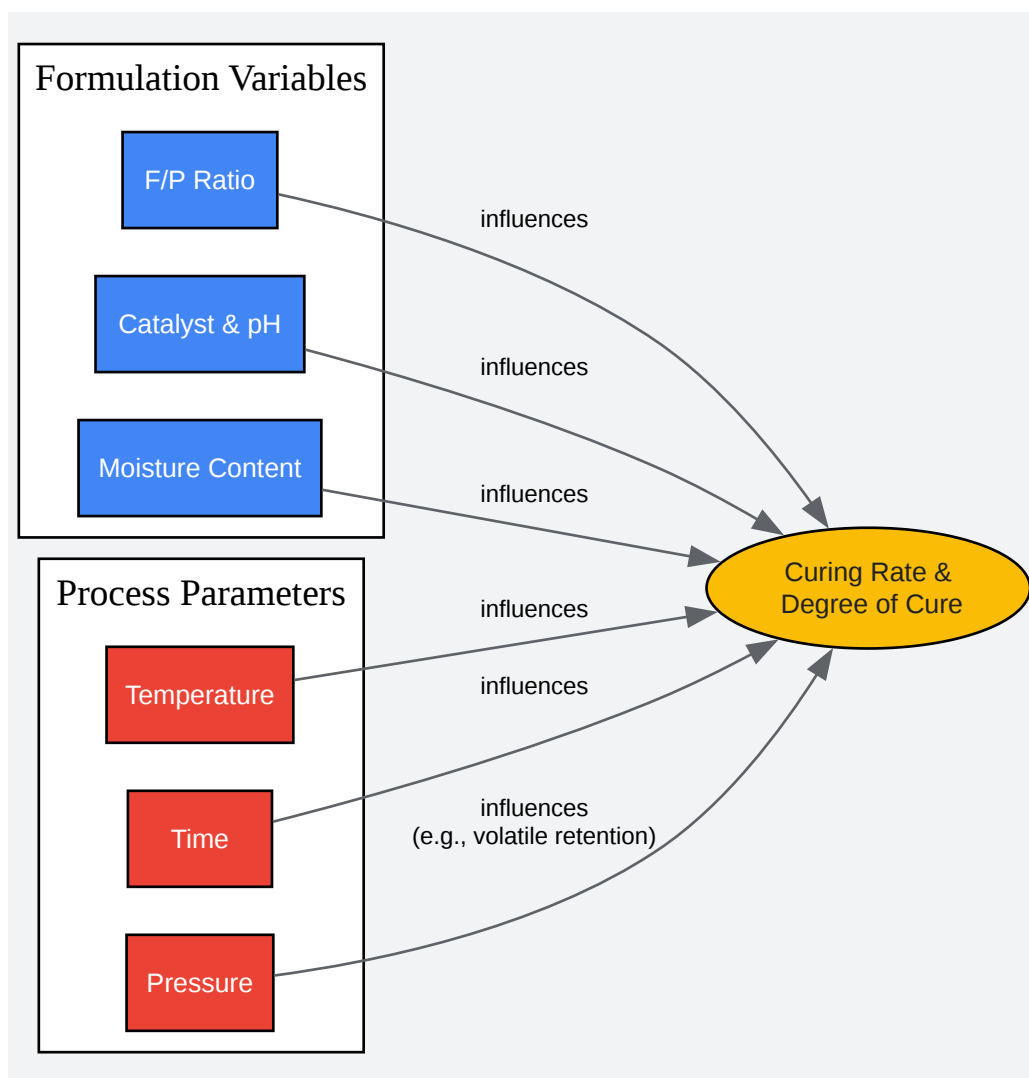 Formulation Variables
F/P Ratio
influences
Catalyst & pH
influences
Moisture Content
influences
Curing Rate &
Degree of Cure
Process Parameters
influences
Temperature
influences
Time
influences
(e.g., volatile retention)
Pressure